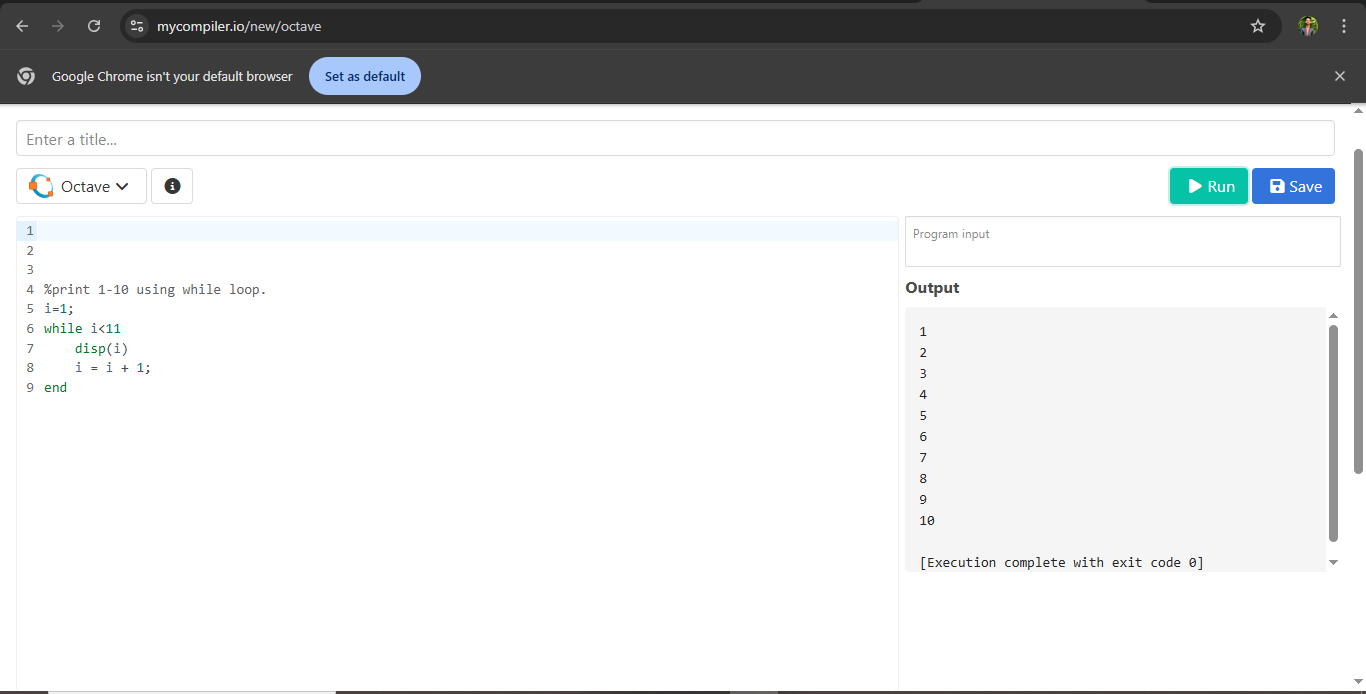 mycompiler.io/new/octave
Google Chrome isn't your default browser
Set as default
Enter a title...
Octave
Run
Save
1
2
3
4 %print 1-10 using while loop.
5 i=1;
6 while i<11
7     disp(i)
8     i = i + 1;
9 end
Program input
Output
1
2
3
4
5
6
7
8
9
10
[Execution complete with exit code 0]